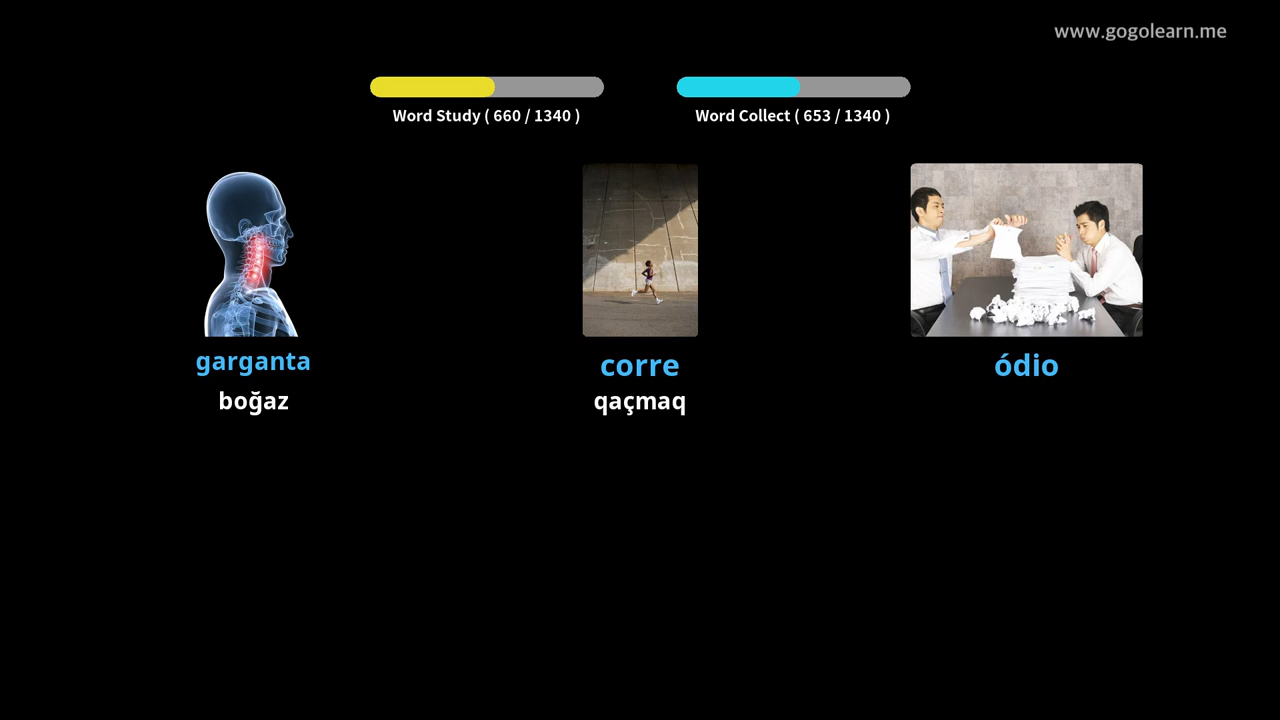 www.gogolearn.me
Word Study ( 660 / 1340 )
Word Collect ( 653 / 1340 )
garganta
boğaz
corre
qaçmaq
ódio